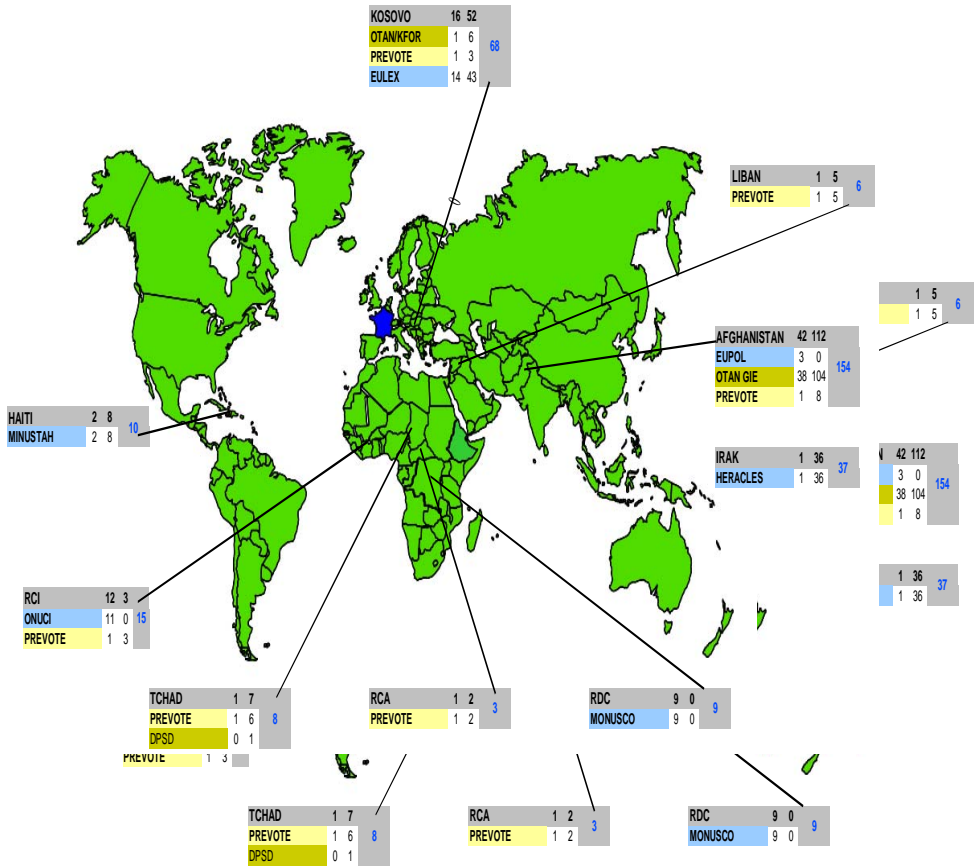 KOSOVO 16 52
OTAN/KFOR 1 6
68
PREVOTE 1 3
EULEX 14 43
LIBAN 1 5
6
PREVOTE 1 5
1 5
6
1 5
AFGHANISTAN 42 112
EUPOL 3 0
154
OTAN GIE 38 104
PREVOTE 1 8
HAITI 2 8
10
MINUSTAH 2 8
IRAK 1 36
37
HERACLES 1 36
N 42 112
3 0
154
38 104
1 8
1 36
37
1 36
RCI 12 3
ONUCI 11 0 15
PREVOTE 1 3
TCHAD 1 7
PREVOTE 1 6 8
DPSD 0 1
PREVOTE 1 3
RCA 1 2
3
PREVOTE 1 2
RDC 9 0
9
MONUSCO 9 0
TCHAD 1 7
PREVOTE 1 6 8
DPSD 0 1
RCA 1 2
3
PREVOTE 1 2
RDC 9 0
9
MONUSCO 9 0